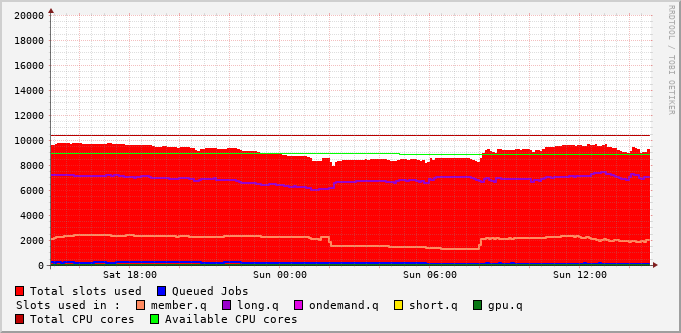 RRDTOOL / TOBI OETIKER
20000
18000
16000
14000
12000
10000
8000
6000
4000
2000
0
Sat 18:00 Sun 00:00 Sun 06:00 Sun 12:00
Total slots used Queued Jobs
Slots used in : member.q long.q ondemand.q short.q gpu.q
Total CPU cores Available CPU cores